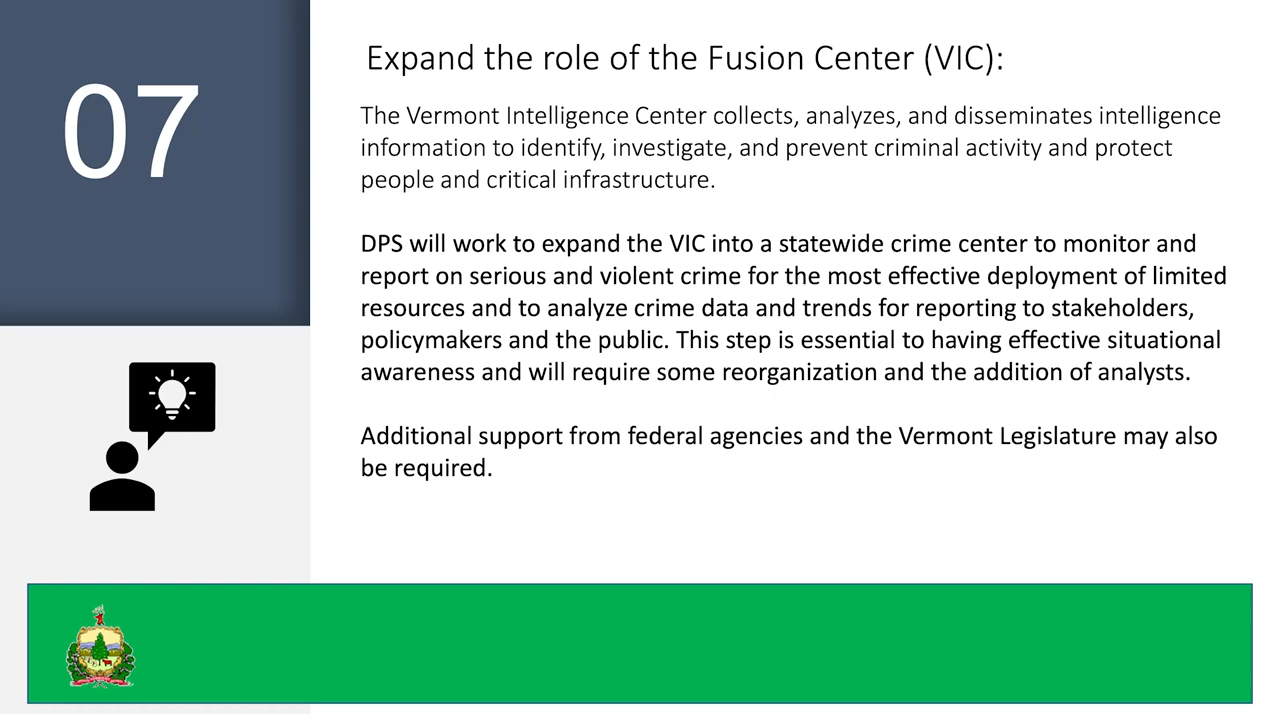 07
Expand the role of the Fusion Center (VIC):
The Vermont Intelligence Center collects, analyzes, and disseminates intelligence
information to identify, investigate, and prevent criminal activity and protect
people and critical infrastructure.
DPS will work to expand the VIC into a statewide crime center to monitor and
report on serious and violent crime for the most effective deployment of limited
resources and to analyze crime data and trends for reporting to stakeholders,
policymakers and the public. This step is essential to having effective situational
awareness and will require some reorganization and the addition of analysts.
Additional support from federal agencies and the Vermont Legislature may also
be required.